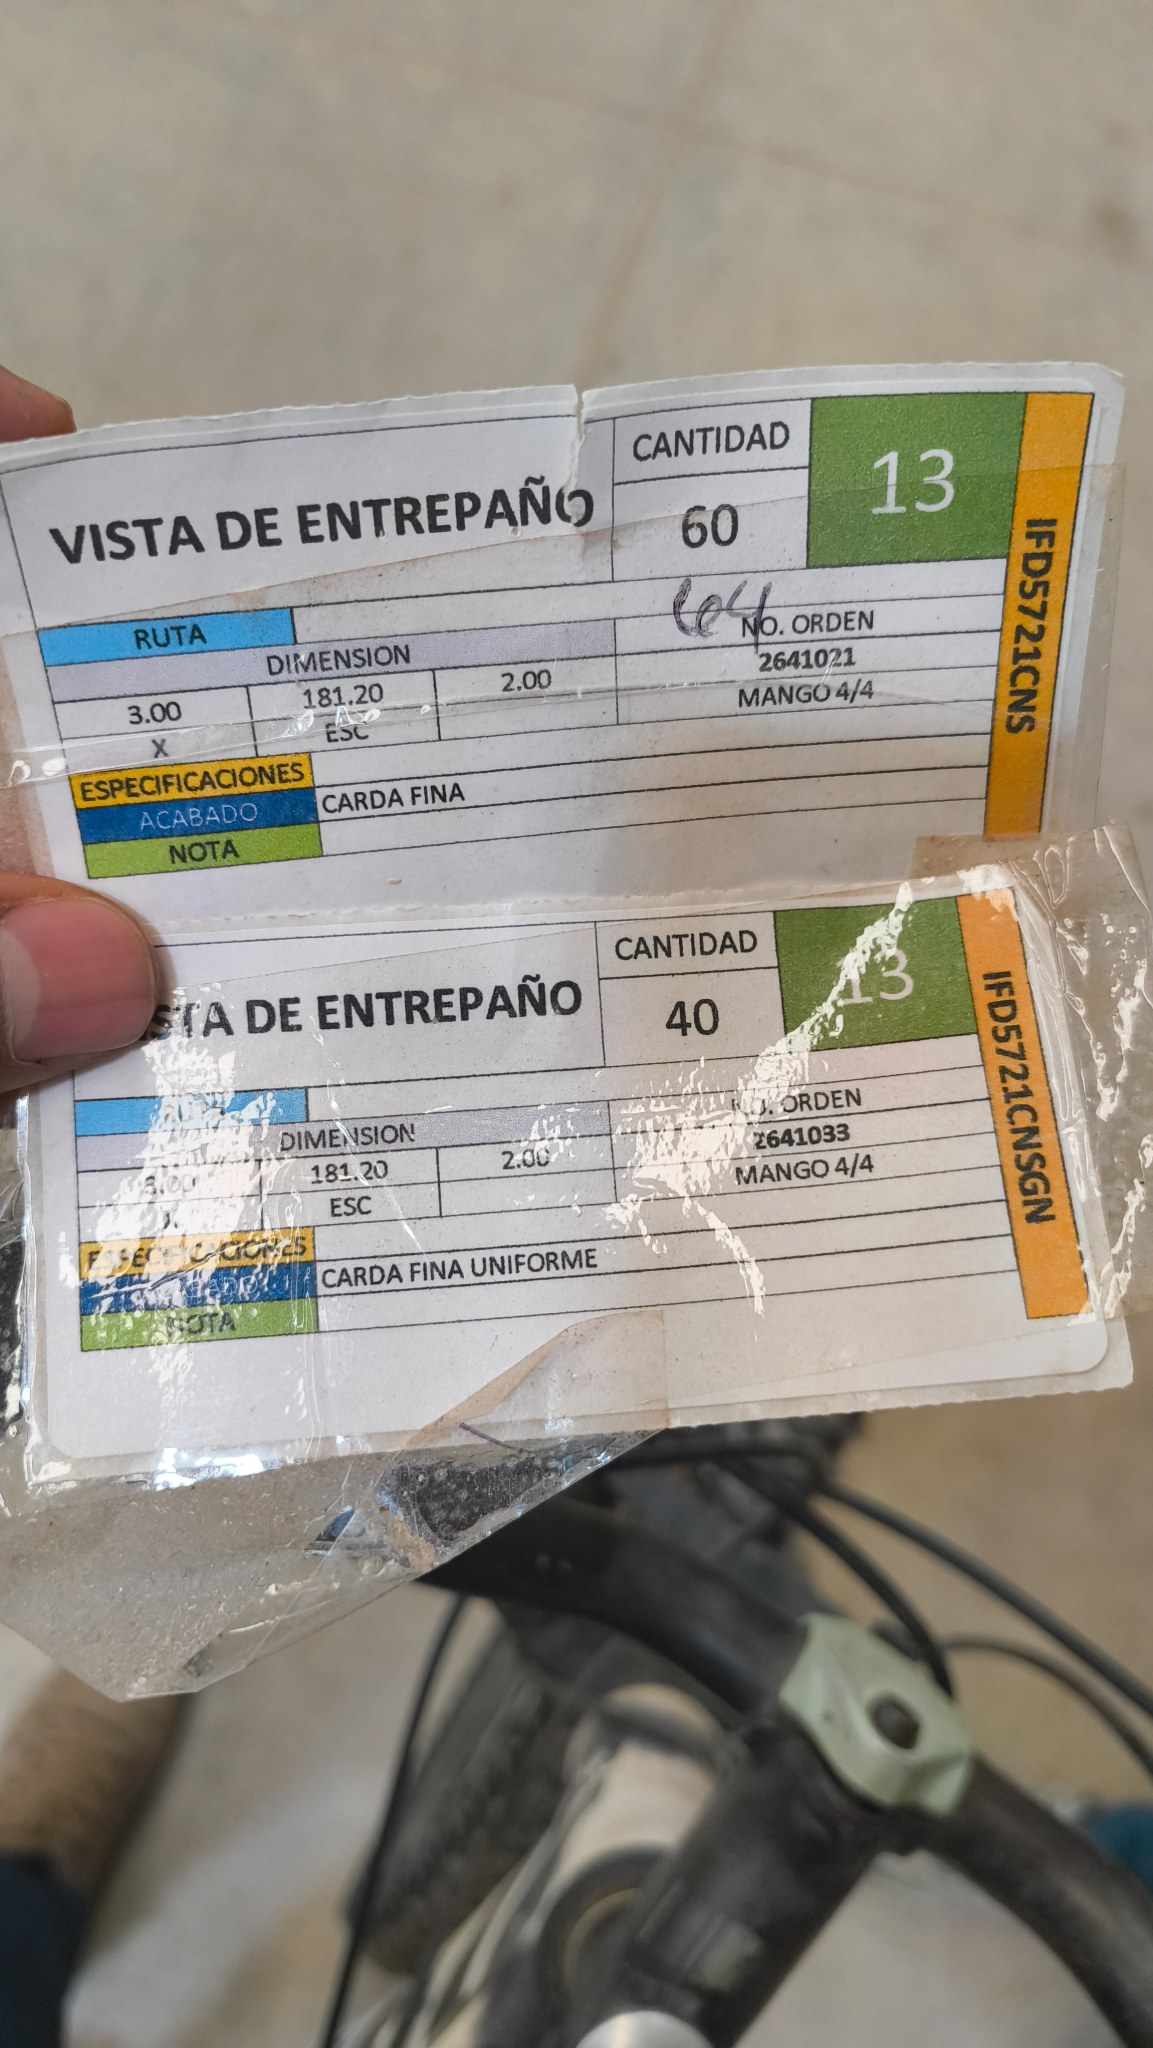 VISTA DE ENTREPAÑO
CANTIDAD
60
13
IFD5721CNS
64
RUTA
DIMENSION
NO. ORDEN
3.00 181.20 2.00
2641021
X ESC
MANGO 4/4
ESPECIFICACIONES
ACABADO CARDA FINA
NOTA
STA DE ENTREPAÑO
CANTIDAD
40
13
IFD5721CNSGN
DIMENSION
NO. ORDEN
181.20 2.00
2641033
ESC
MANGO 4/4
ESPECIFICACIONES
CARDA FINA UNIFORME
NOTA